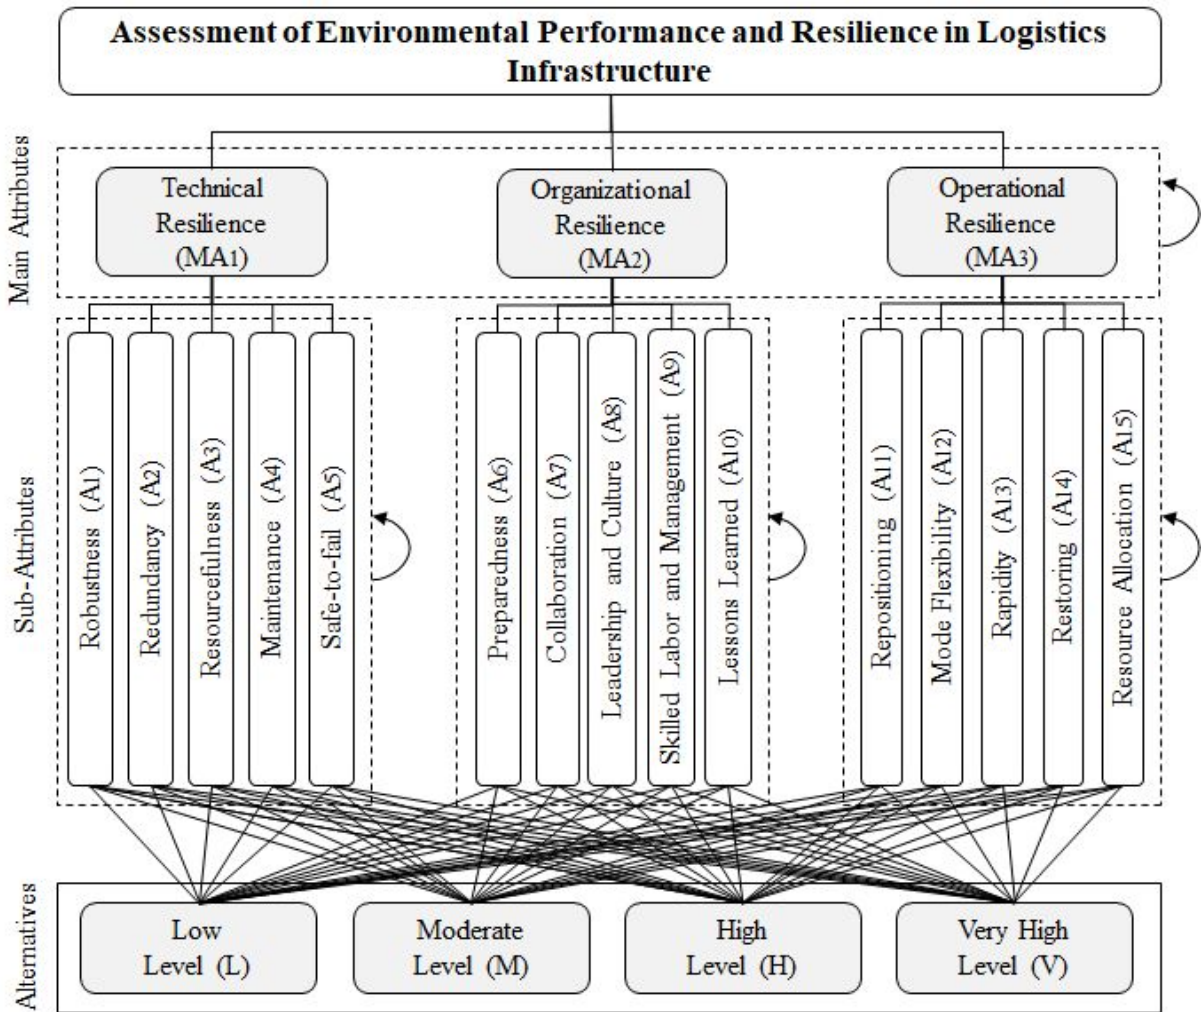 Assessment of Environmental Performance and Resilience in Logistics
Infrastructure
Main Attributes
Technical
Resilience
(MA1)
Organizational
Resilience
(MA2)
Operational
Resilience
(MA3)
Sub-Attributes
Robustness (A1)
Redundancy (A2)
Resourcefulness (A3)
Maintenance (A4)
Safe-to-fail (A5)
Preparedness (A6)
Collaboration (A7)
Leadership and Culture (A8)
Skilled Labor and Management (A9)
Lessons Learned (A10)
Repositioning (A11)
Mode Flexibility (A12)
Rapidity (A13)
Restoring (A14)
Resource Allocation (A15)
Alternatives
Low
Level (L)
Moderate
Level (M)
High
Level (H)
Very High
Level (V)